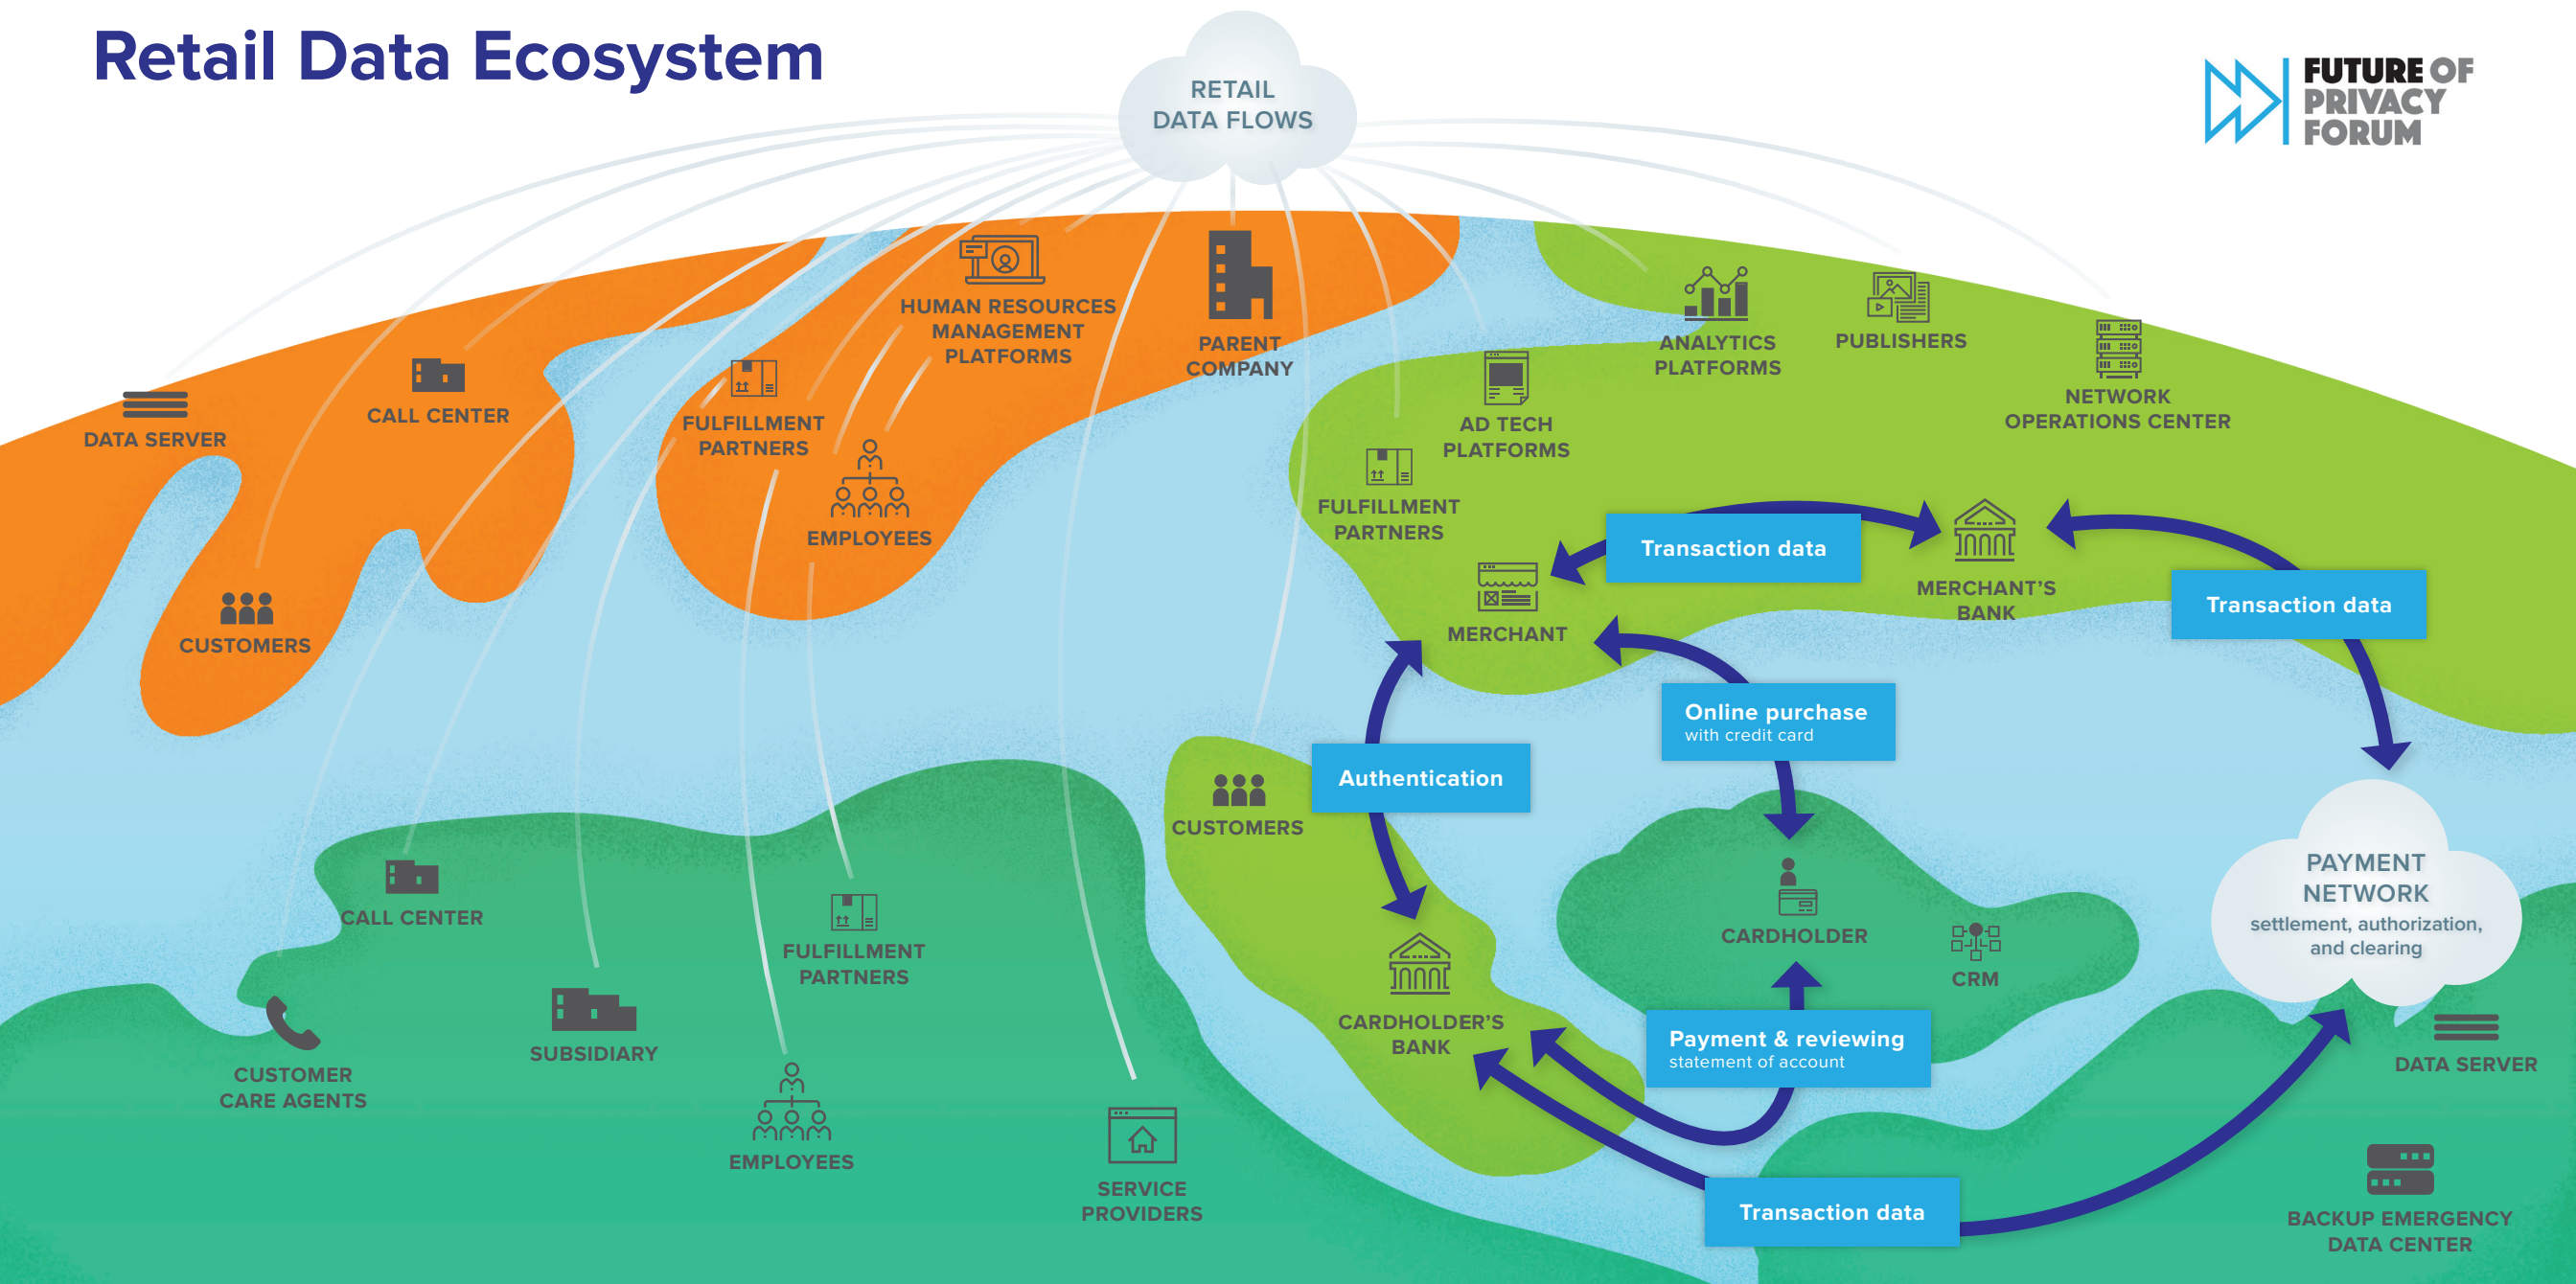 Retail Data Ecosystem
RETAIL
DATA FLOWS
FUTURE OF
PRIVACY
FORUM
HUMAN RESOURCES
MANAGEMENT
PLATFORMS
PARENT
COMPANY
ANALYTICS
PLATFORMS
PUBLISHERS
NETWORK
OPERATIONS CENTER
DATA SERVER
CALL CENTER
FULFILLMENT
PARTNERS
AD TECH
PLATFORMS
EMPLOYEES
FULFILLMENT
PARTNERS
Transaction data
MERCHANT'S
BANK
Transaction data
CUSTOMERS
MERCHANT
Online purchase
with credit card
Authentication
CUSTOMERS
CALL CENTER
FULFILLMENT
PARTNERS
CARDHOLDER
CRM
PAYMENT
NETWORK
settlement, authorization,
and clearing
CARDHOLDER'S
BANK
Payment & reviewing
statement of account
DATA SERVER
SUBSIDIARY
CUSTOMER
CARE AGENTS
EMPLOYEES
SERVICE
PROVIDERS
Transaction data
BACKUP EMERGENCY
DATA CENTER